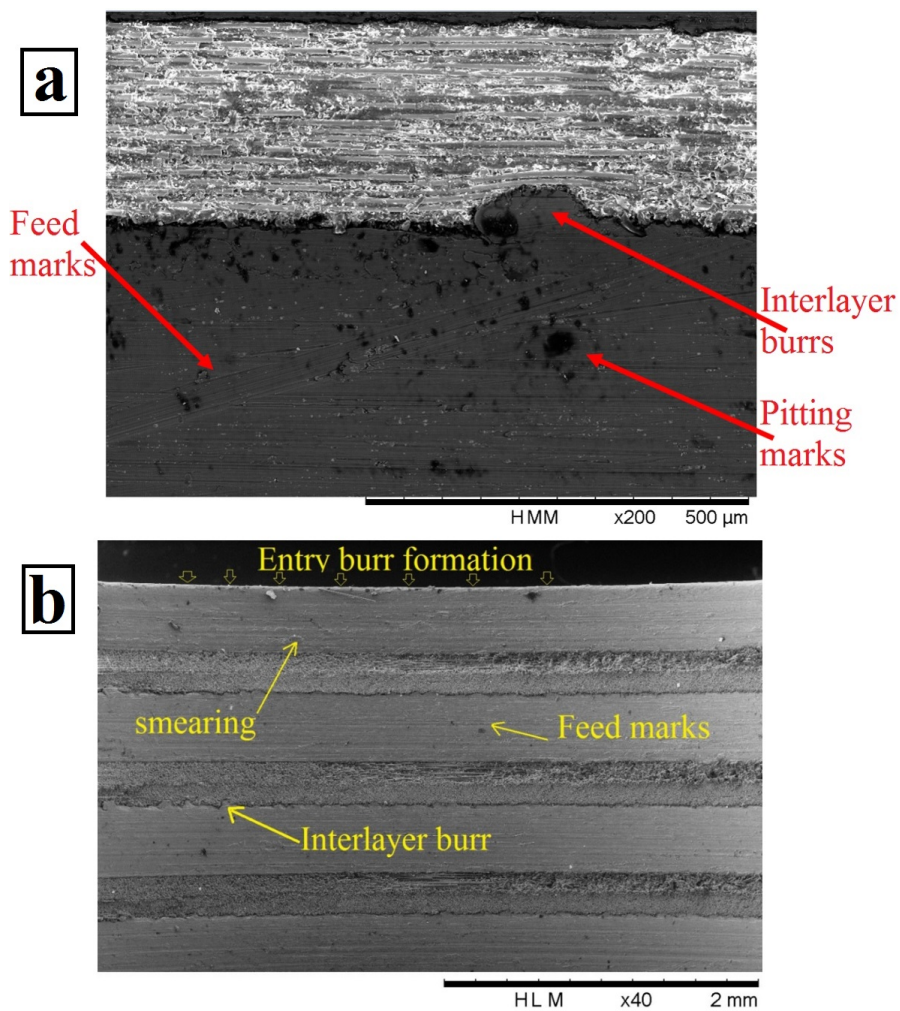 a
Feed
marks
Interlayer
burrs
Pitting
marks
HMM x200 500 µm
b
Entry burr formation
smearing
Feed marks
Interlayer burr
HL M x40 2 mm